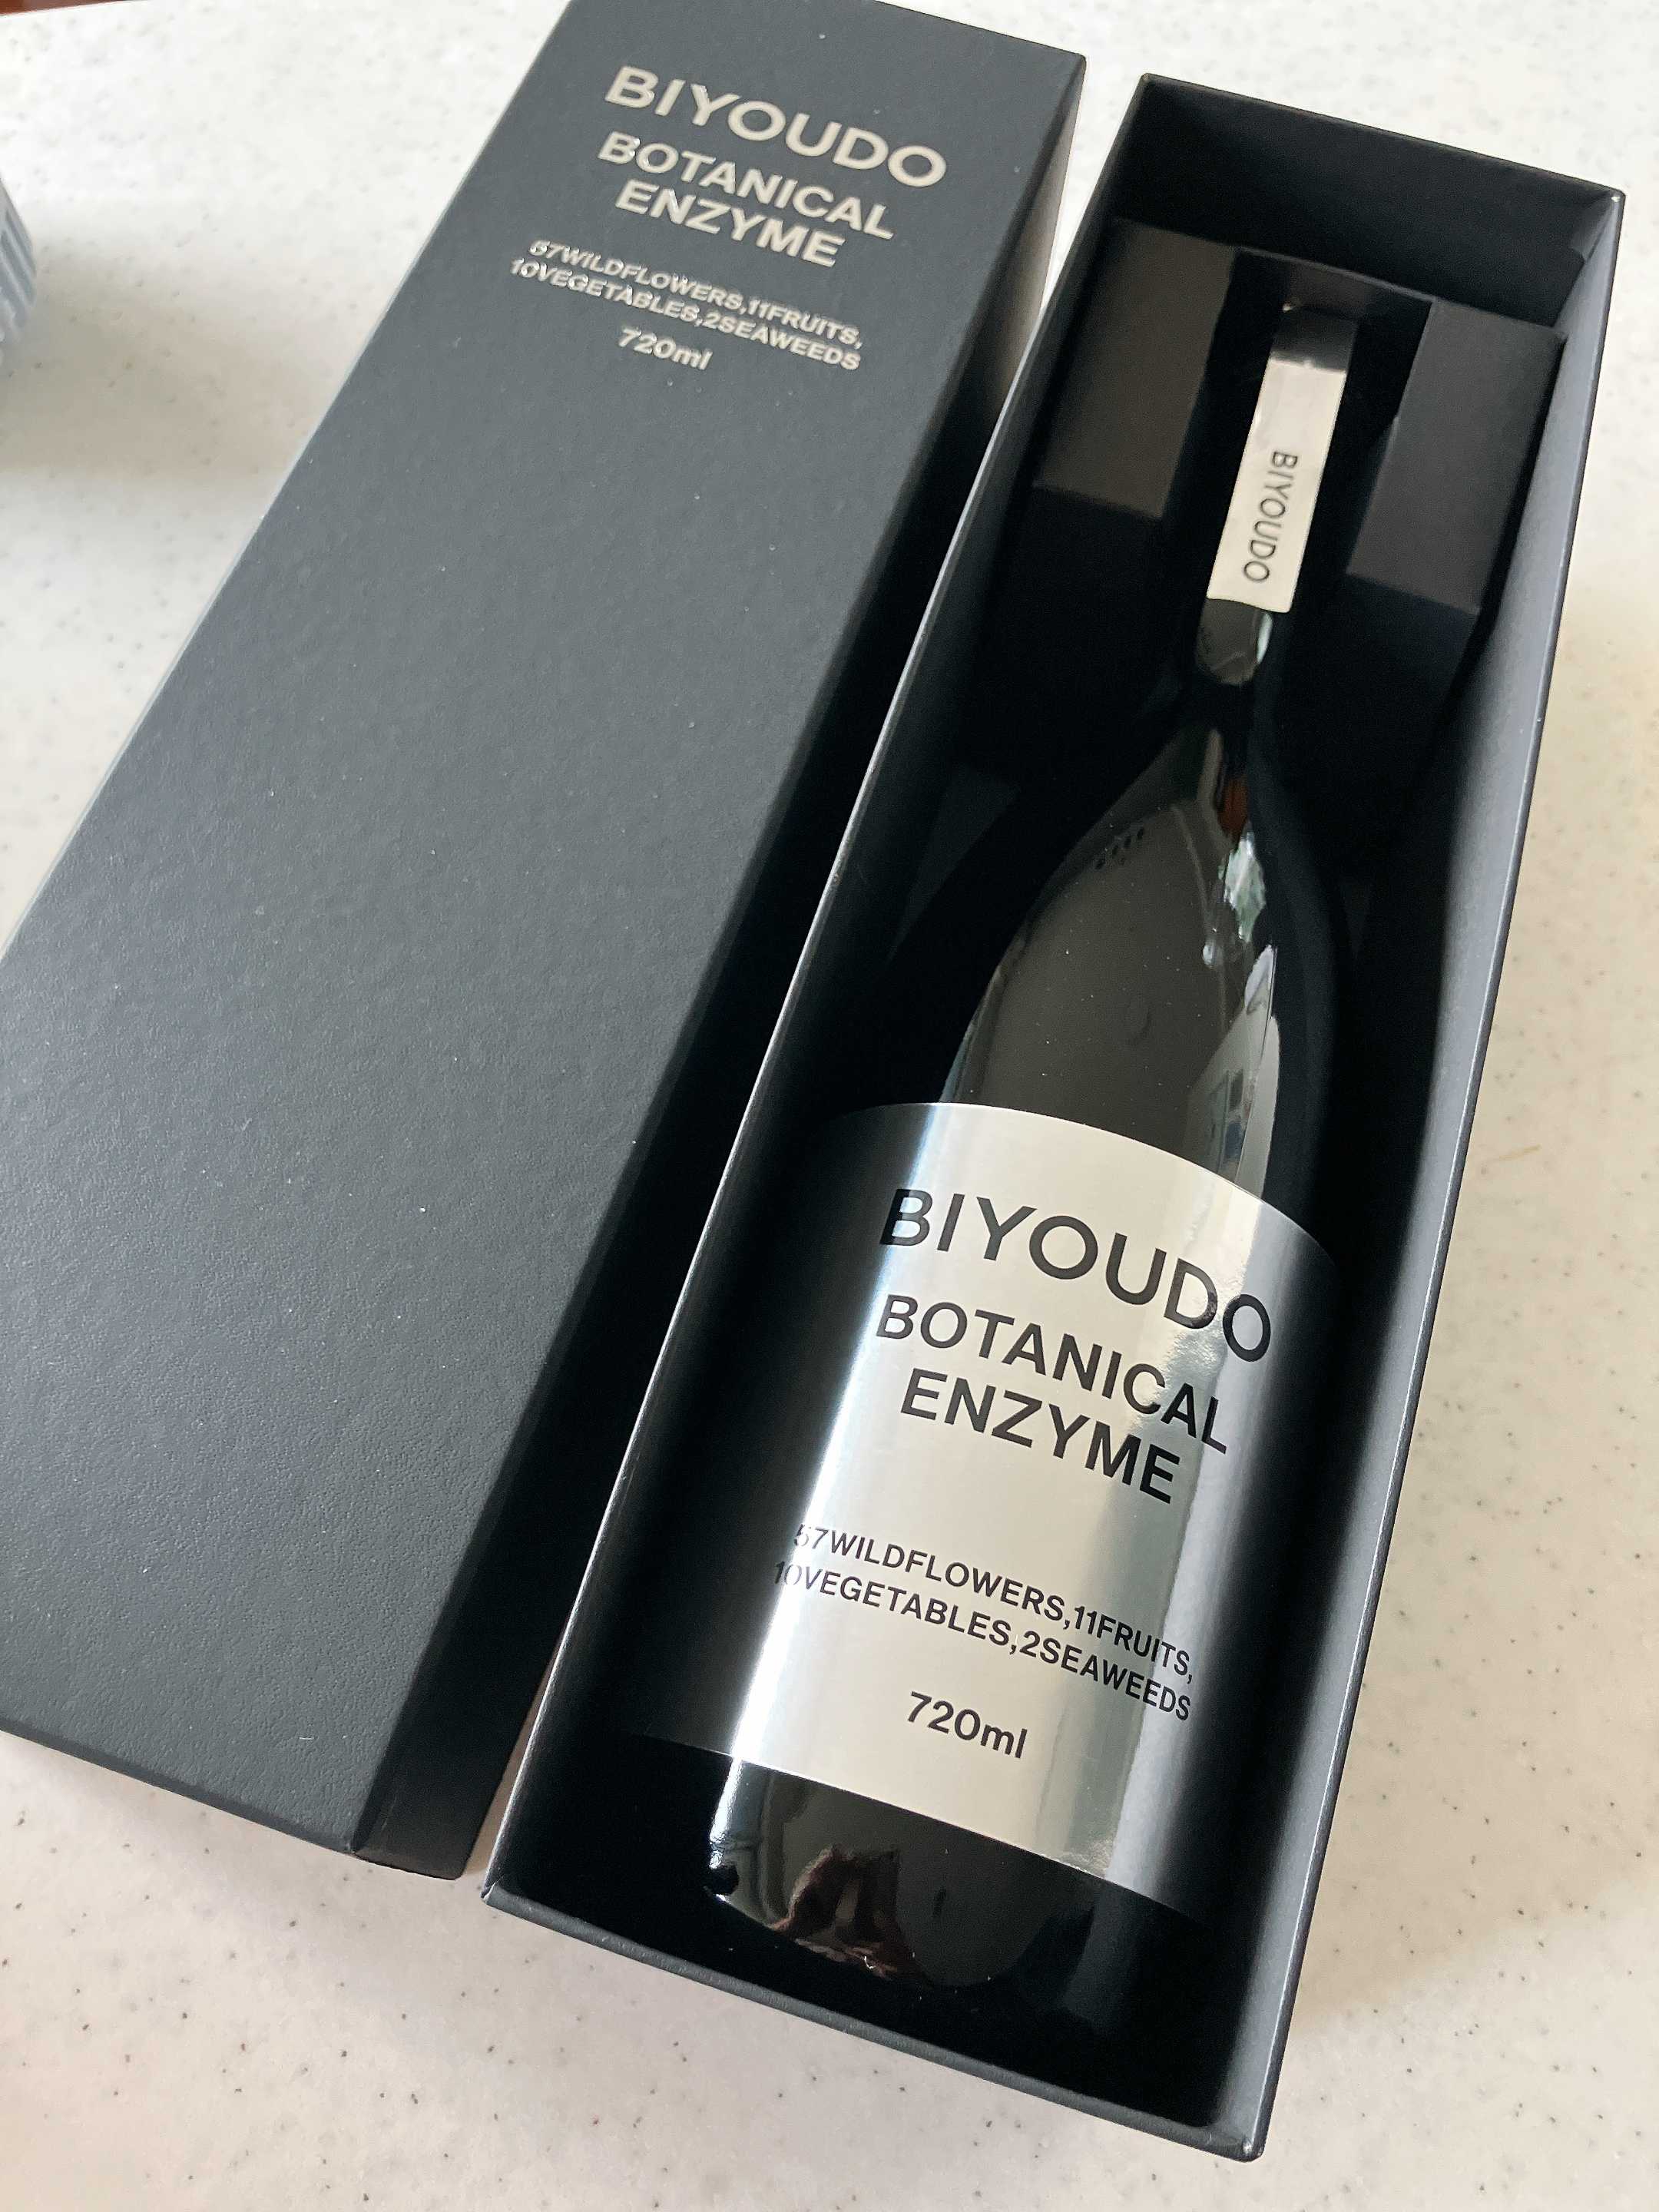 BIYOUDO
BOTANICAL
ENZYME
57WILDFLOWERS,11FRUITS,
10VEGETABLES,2SEAWEEDS
720ml
BIYOUDO
BIYOUDO
BOTANICAL
ENZYME
57WILDFLOWERS,11FRUITS,
10VEGETABLES,2SEAWEEDS
720ml